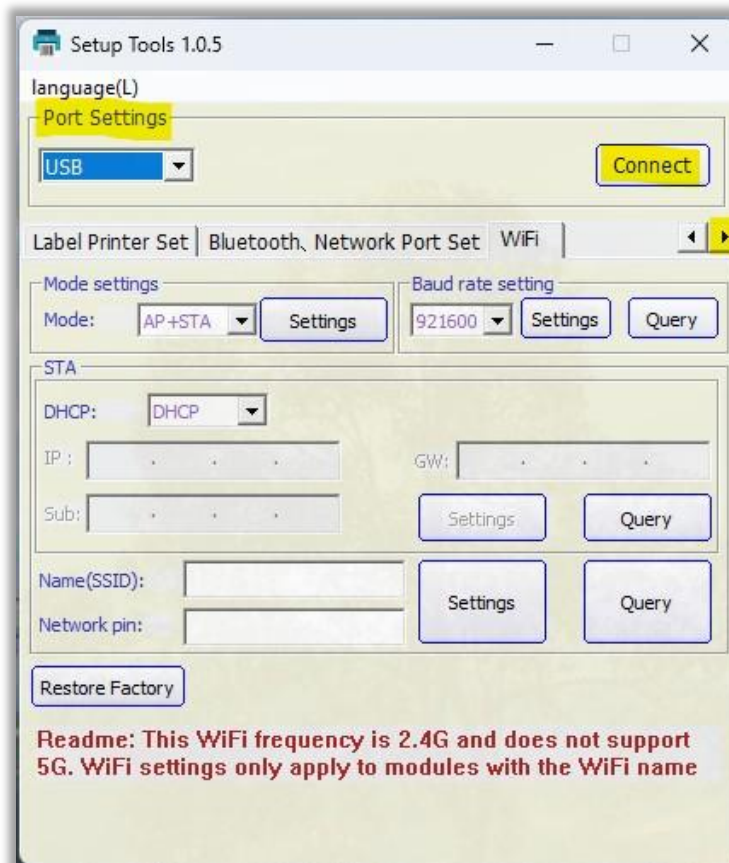 Setup Tools 1.0.5
language(L)
Port Settings
USB
Connect
Label Printer Set
Bluetooth、Network Port Set
WiFi
Mode settings
Mode:
AP+STA
Settings
Baud rate setting
921600
Settings
Query
STA
DHCP:
DHCP
IP :
GW:
Sub:
Settings
Query
Name(SSID):
Network pin:
Settings
Query
Restore Factory
Readme: This WiFi frequency is 2.4G and does not support
5G. WiFi settings only apply to modules with the WiFi name